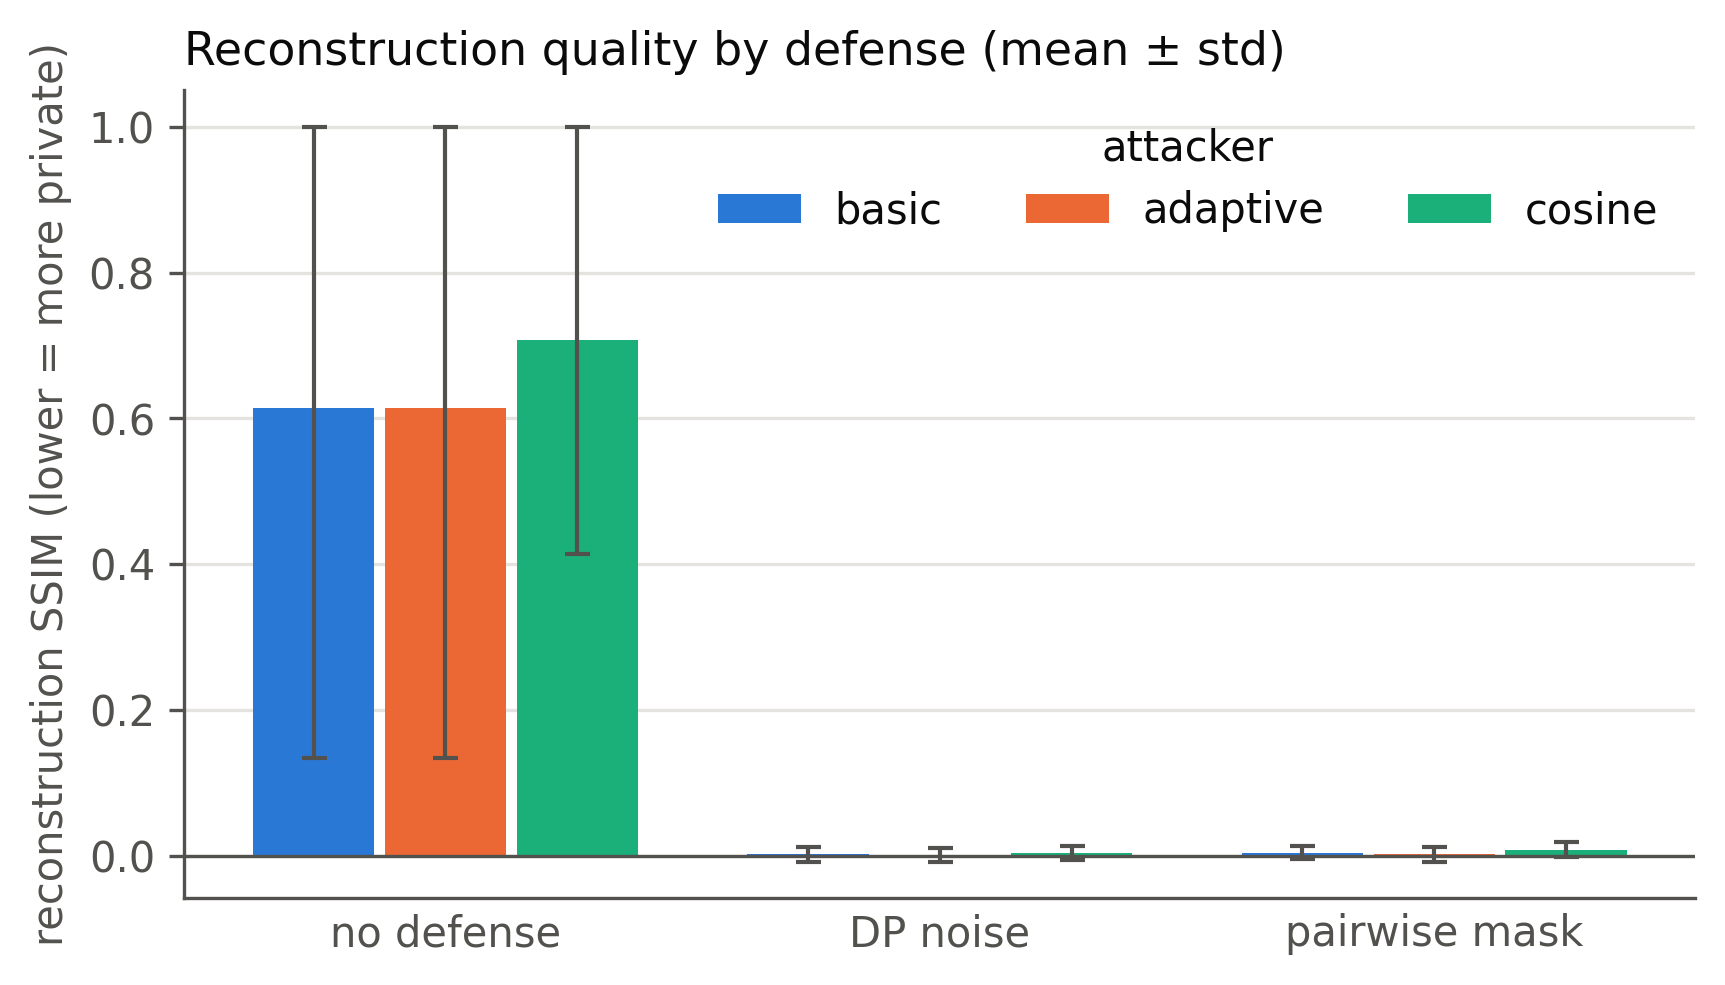 Reconstruction quality by defense (mean ± std)
reconstruction SSIM (lower = more private)
1.0
0.8
0.6
0.4
0.2
0.0
attacker
basic adaptive cosine
no defense DP noise pairwise mask